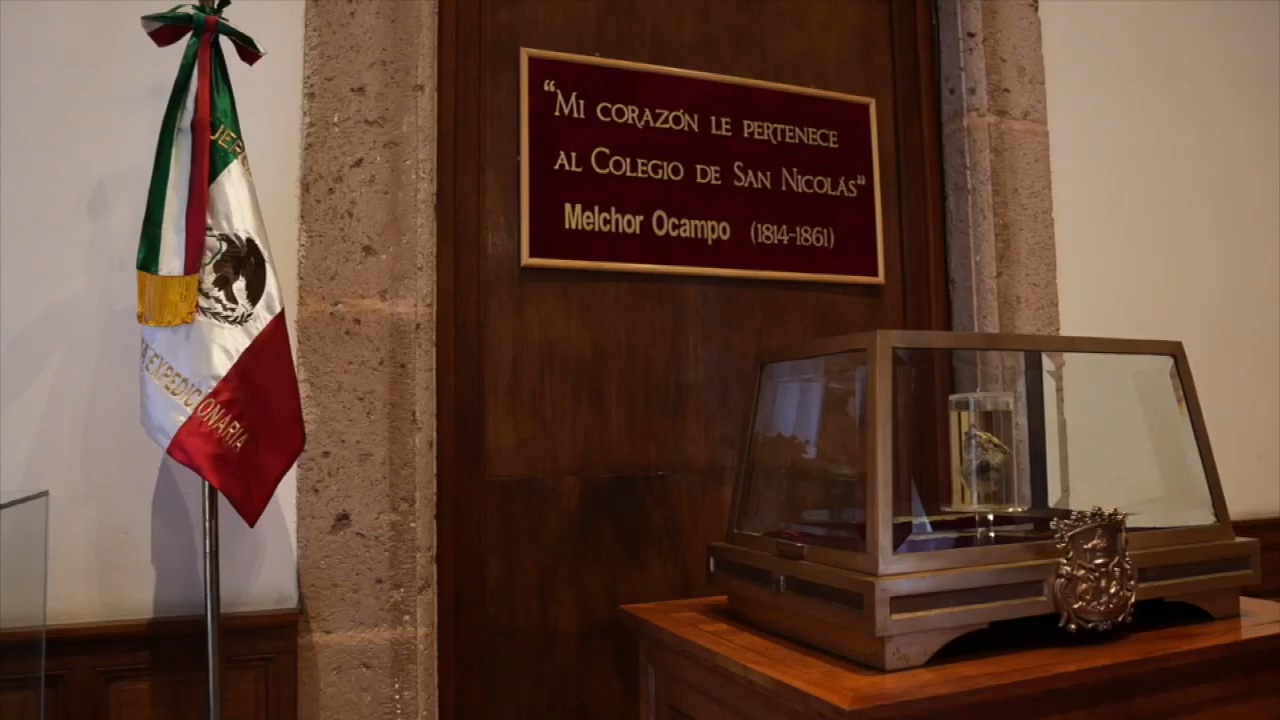 “Mi corazón le pertenece
al Colegio de San Nicolás”
Melchor Ocampo (1814-1861)
EXPEDICIONARIA